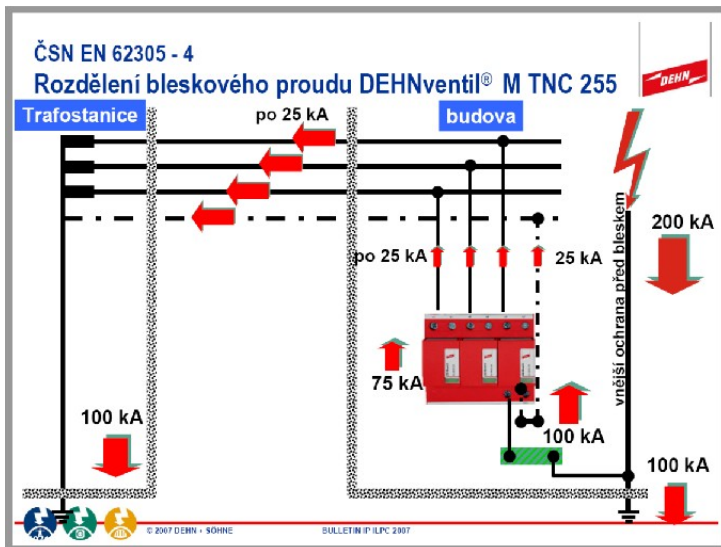 ČSN EN 62305 - 4
Rozdělení bleskového proudu DEHNventil® M TNC 255
DEHN
Trafostanice
po 25 kA
budova
200 kA
vnější ochrana před bleskem
po 25 kA
25 kA
75 kA
100 kA
100 kA
100 kA
© 2007 DEHN + SÖHNE
BULLETIN IP ILPC 2007